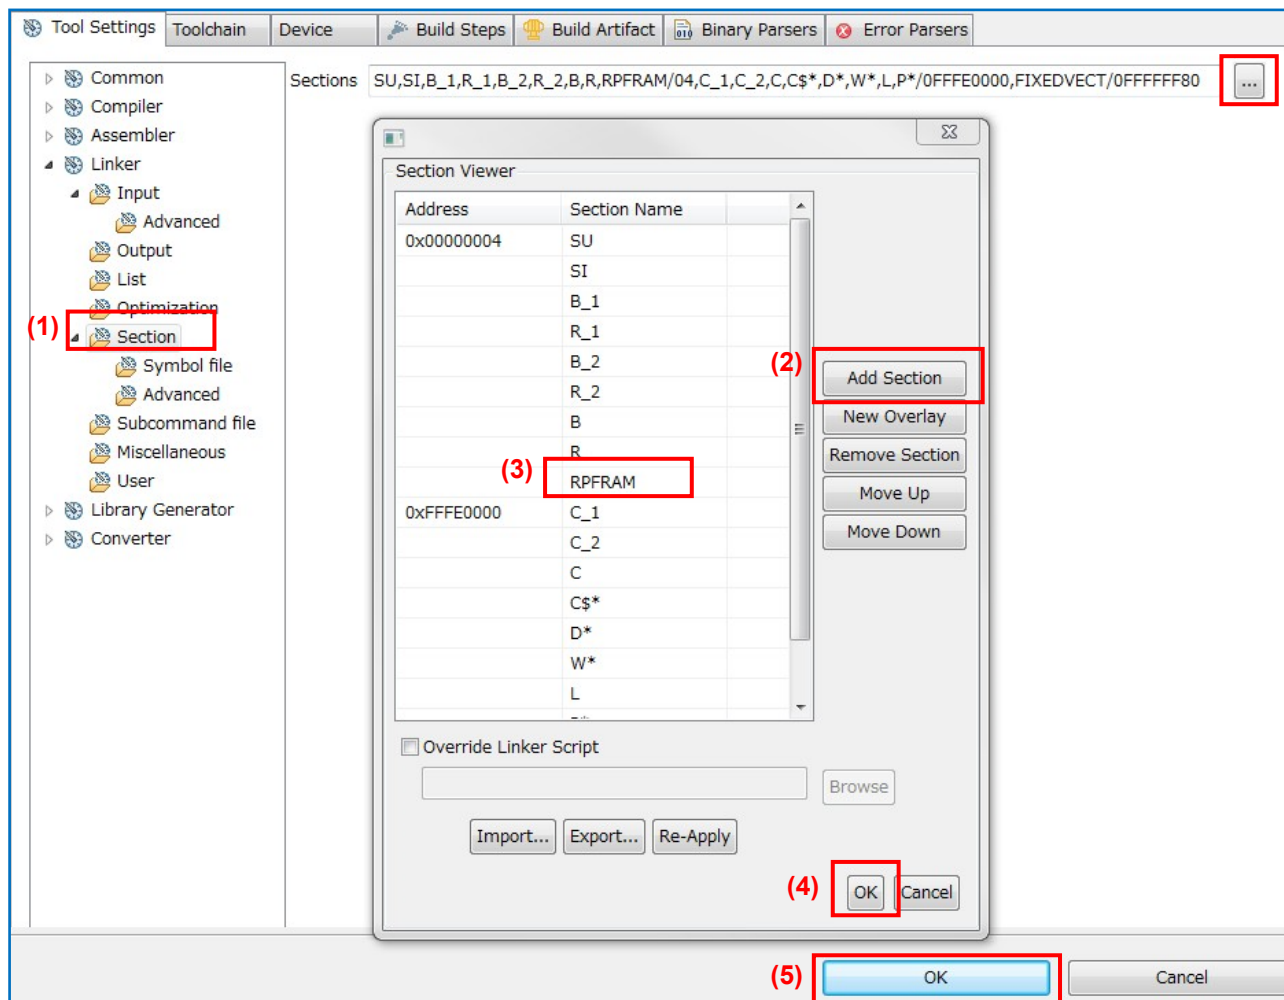 Tool Settings Toolchain Device Build Steps Build Artifact Binary Parsers Error Parsers
Common
Sections SU,SI,B_1,R_1,B_2,R_2,B,R,RPFRAM/04,C_1,C_2,C,C$*,D*,W*,L,P*/0FFFE0000,FIXEDVECT/0FFFFFF80 ...
Compiler
Assembler
Linker
Input
Advanced
Output
List
Optimization
(1) Section
Symbol file
Advanced
Subcommand file
Miscellaneous
User
Library Generator
Converter
Section Viewer
Address Section Name
0x00000004 SU
SI
B_1
R_1
B_2
R_2
B
R
(3) RPFRAM
0xFFFE0000 C_1
C_2
C
C$*
D*
W*
L
(2) Add Section
New Overlay
Remove Section
Move Up
Move Down
Override Linker Script
Browse
Import... Export... Re-Apply
(4) OK Cancel
(5) OK Cancel